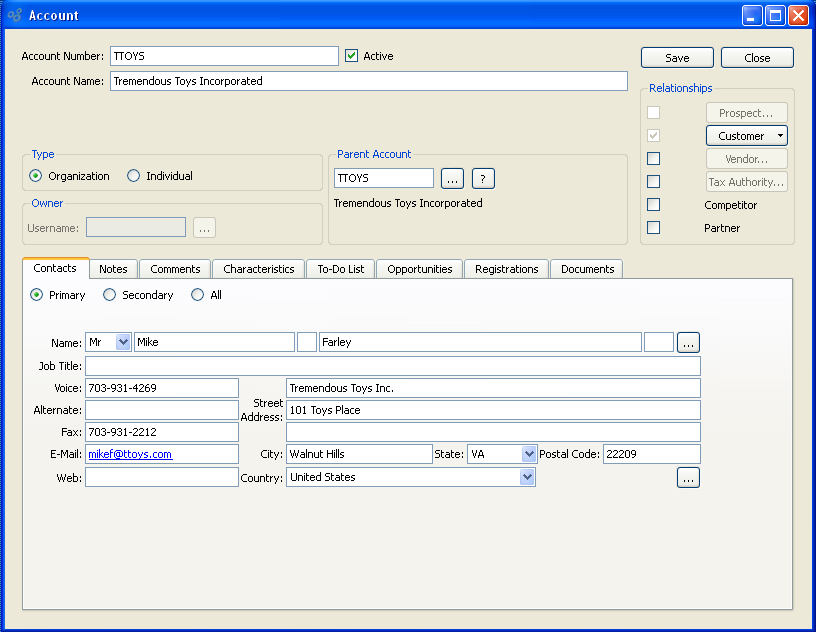 Account
Account Number: TTOYS Active Save Close
Account Name: Tremendous Toys Incorporated
Relationships
Prospect...
Customer
Vendor...
Tax Authority...
Competitor
Partner
Type
Organization Individual
Owner
Username: ...
Parent Account
TTOYS ... ?
Tremendous Toys Incorporated
Contacts Notes Comments Characteristics To-Do List Opportunities Registrations Documents
Primary Secondary All
Name: Mr Mike Farley ...
Job Title:
Voice: 703-931-4269
Alternate:
Fax: 703-931-2212
E-Mail: mikef@ttoys.com
Web:
Street Address: Tremendous Toys Inc.
101 Toys Place
City: Walnut Hills State: VA Postal Code: 22209
Country: United States ...